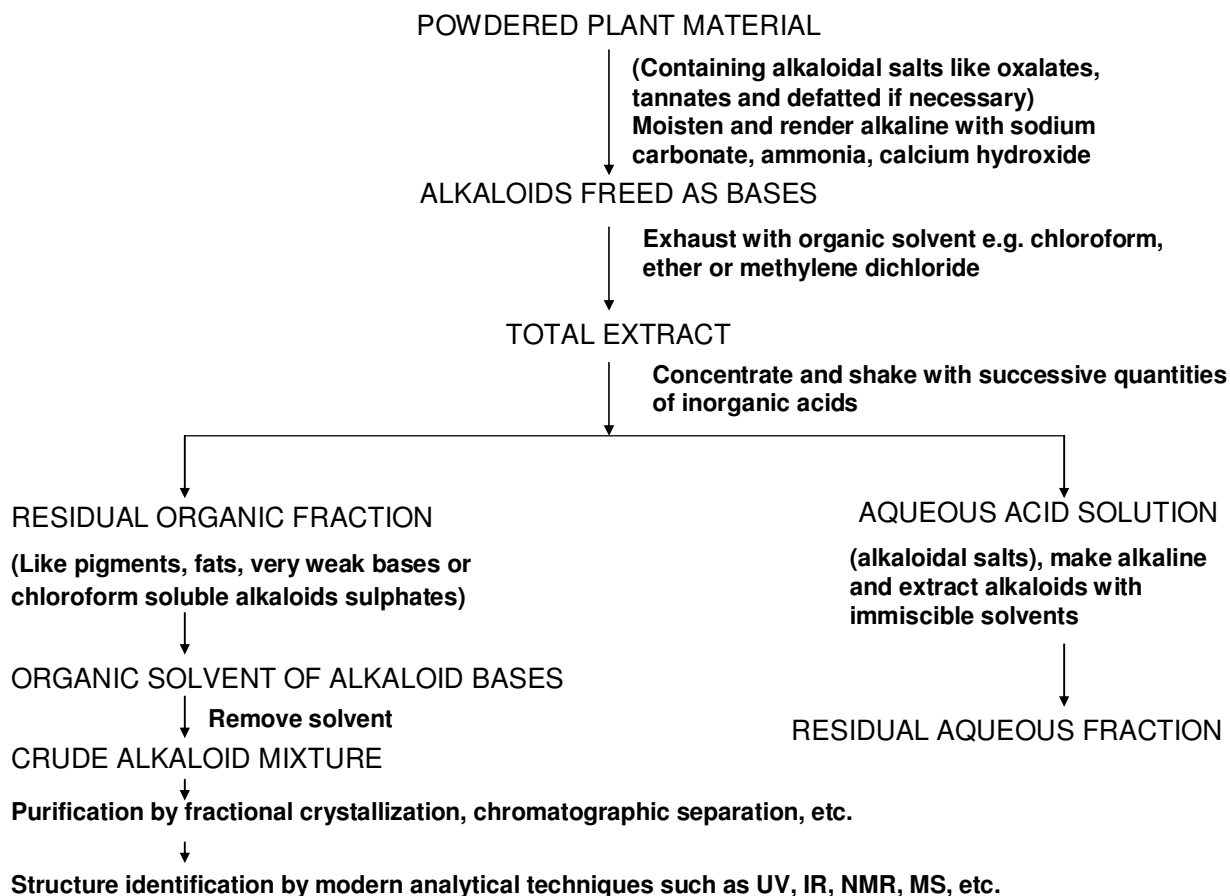 POWDERED PLANT MATERIAL
(Containing alkaloidal salts like oxalates,
tannates and defatted if necessary)
Moisten and render alkaline with sodium
carbonate, ammonia, calcium hydroxide
ALKALOIDS FREED AS BASES
Exhaust with organic solvent e.g. chloroform,
ether or methylene dichloride
TOTAL EXTRACT
Concentrate and shake with successive quantities
of inorganic acids
RESIDUAL ORGANIC FRACTION
(Like pigments, fats, very weak bases or
chloroform soluble alkaloids sulphates)
ORGANIC SOLVENT OF ALKALOID BASES
Remove solvent
CRUDE ALKALOID MIXTURE
Purification by fractional crystallization, chromatographic separation, etc.
Structure identification by modern analytical techniques such as UV, IR, NMR, MS, etc.
AQUEOUS ACID SOLUTION
(alkaloidal salts), make alkaline
and extract alkaloids with
immiscible solvents
RESIDUAL AQUEOUS FRACTION